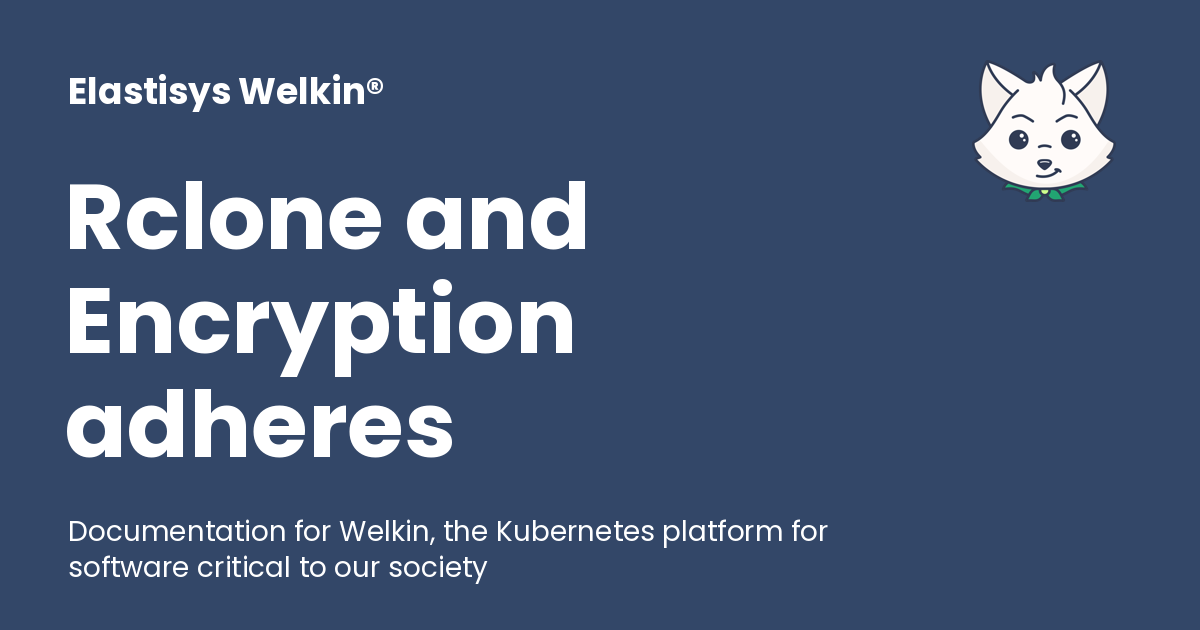 Elastisys Welkin®
Rclone and
Encryption
adheres
Documentation for Welkin, the Kubernetes platform for
software critical to our society